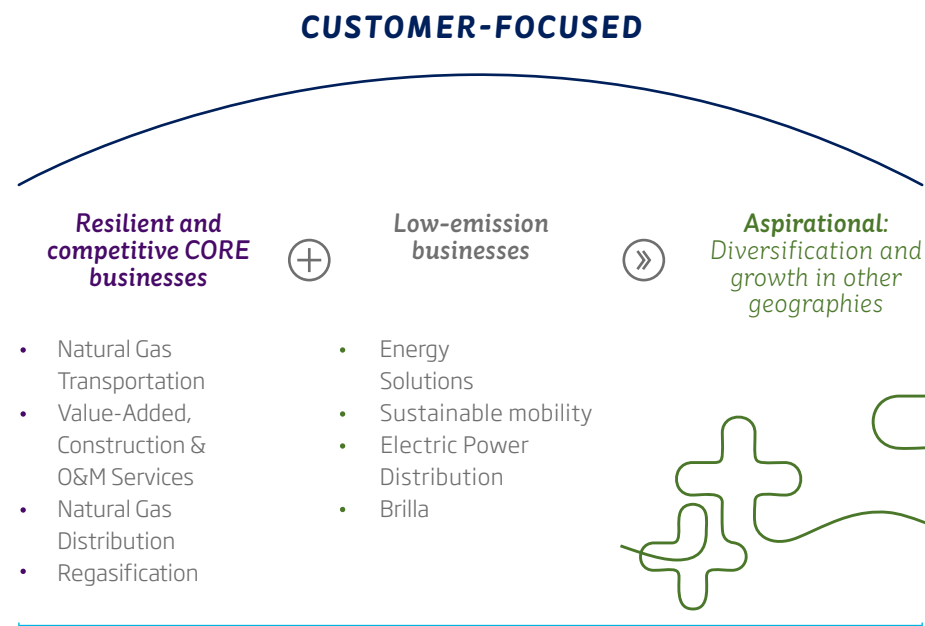 CUSTOMER-FOCUSED
Resilient and
competitive CORE
businesses
Low-emission
businesses
Aspirational:
Diversification and
growth in other
geographies
• Natural Gas
Transportation
• Value-Added,
Construction &
O&M Services
• Natural Gas
Distribution
• Regasification
• Energy
Solutions
• Sustainable mobility
• Electric Power
Distribution
• Brilla